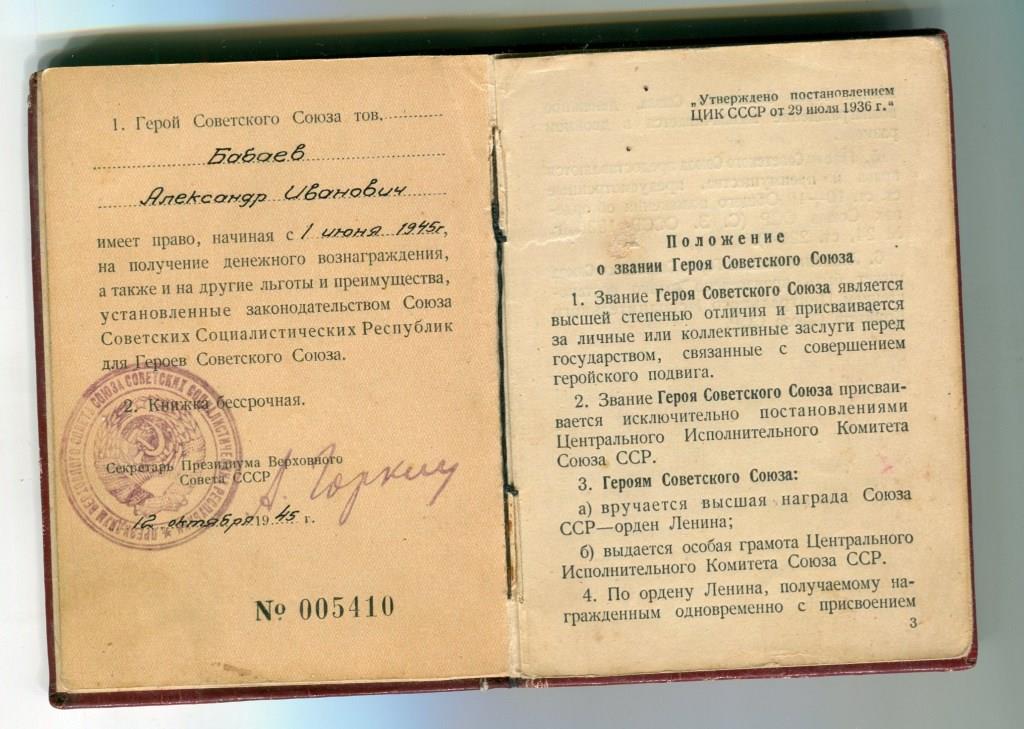 1. Герой Советского Союза тов.
Бабаев
Александр Иванович
имеет право, начиная с 1 июня 1945г,
на получение денежного вознаграждения,
а также и на другие льготы и преимущества,
установленные законодательством Союза
Советских Социалистических Республик
для Героев Советского Союза.
2. Книжка бессрочная.
Секретарь Президиума Верховного
Совета СССР
А. Горкин
12 октября 1945 г.
№ 005410
„Утверждено постановлением
ЦИК СССР от 29 июля 1936 г.“
Положение
о звании Героя Советского Союза
1. Звание Героя Советского Союза является
высшей степенью отличия и присваивается
за личные или коллективные заслуги перед
государством, связанные с совершением
геройского подвига.
2. Звание Героя Советского Союза присваи-
вается исключительно постановлениями
Центрального Исполнительного Комитета
Союза ССР.
3. Героям Советского Союза:
а) вручается высшая награда Союза
ССР—орден Ленина;
б) выдается особая грамота Центрального
Исполнительного Комитета Союза ССР.
4. По ордену Ленина, получаемому на-
гражденным одновременно с присвоением
3